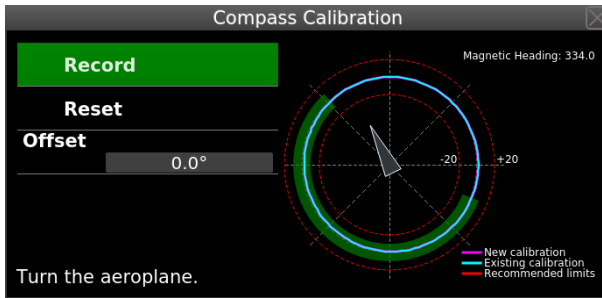 Compass Calibration
Record
Magnetic Heading: 334.0
Reset
Offset
0.0°
-20
+20
New calibration
Existing calibration
Recommended limits
Turn the aeroplane.